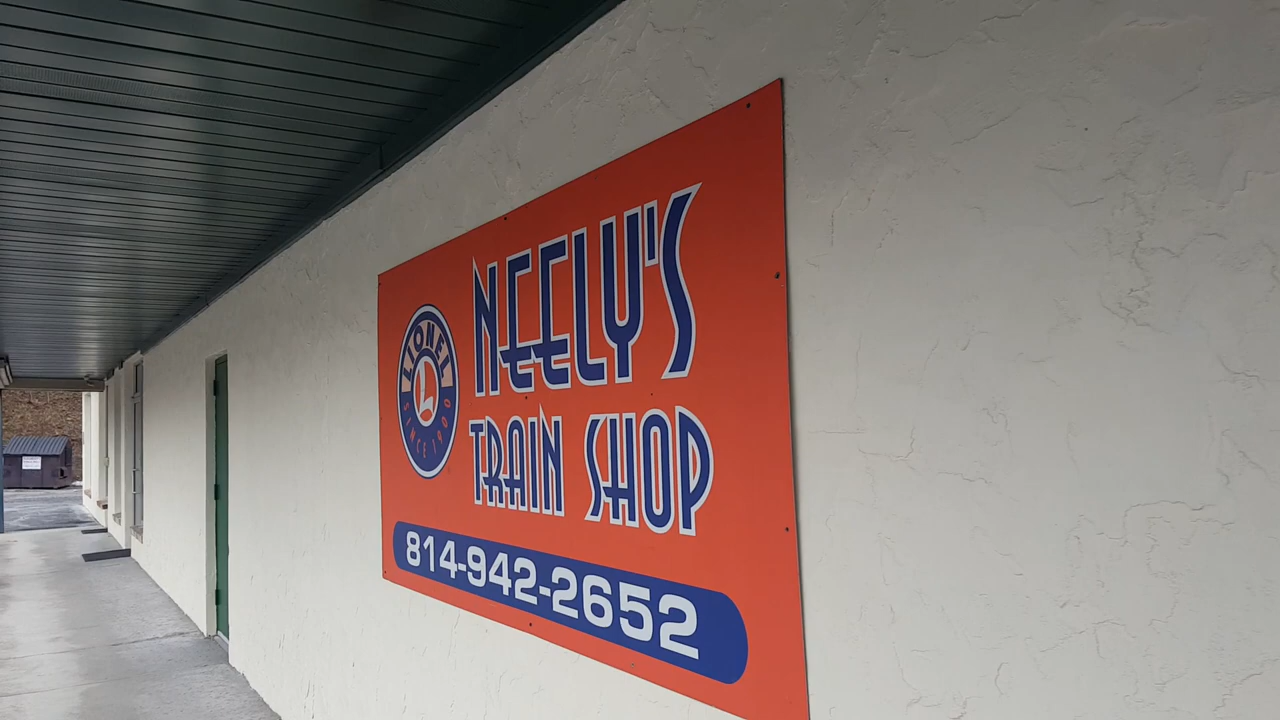 NEELY'S
TRAIN SHOP
LIONEL
L
SINCE 1900
814-942-2652